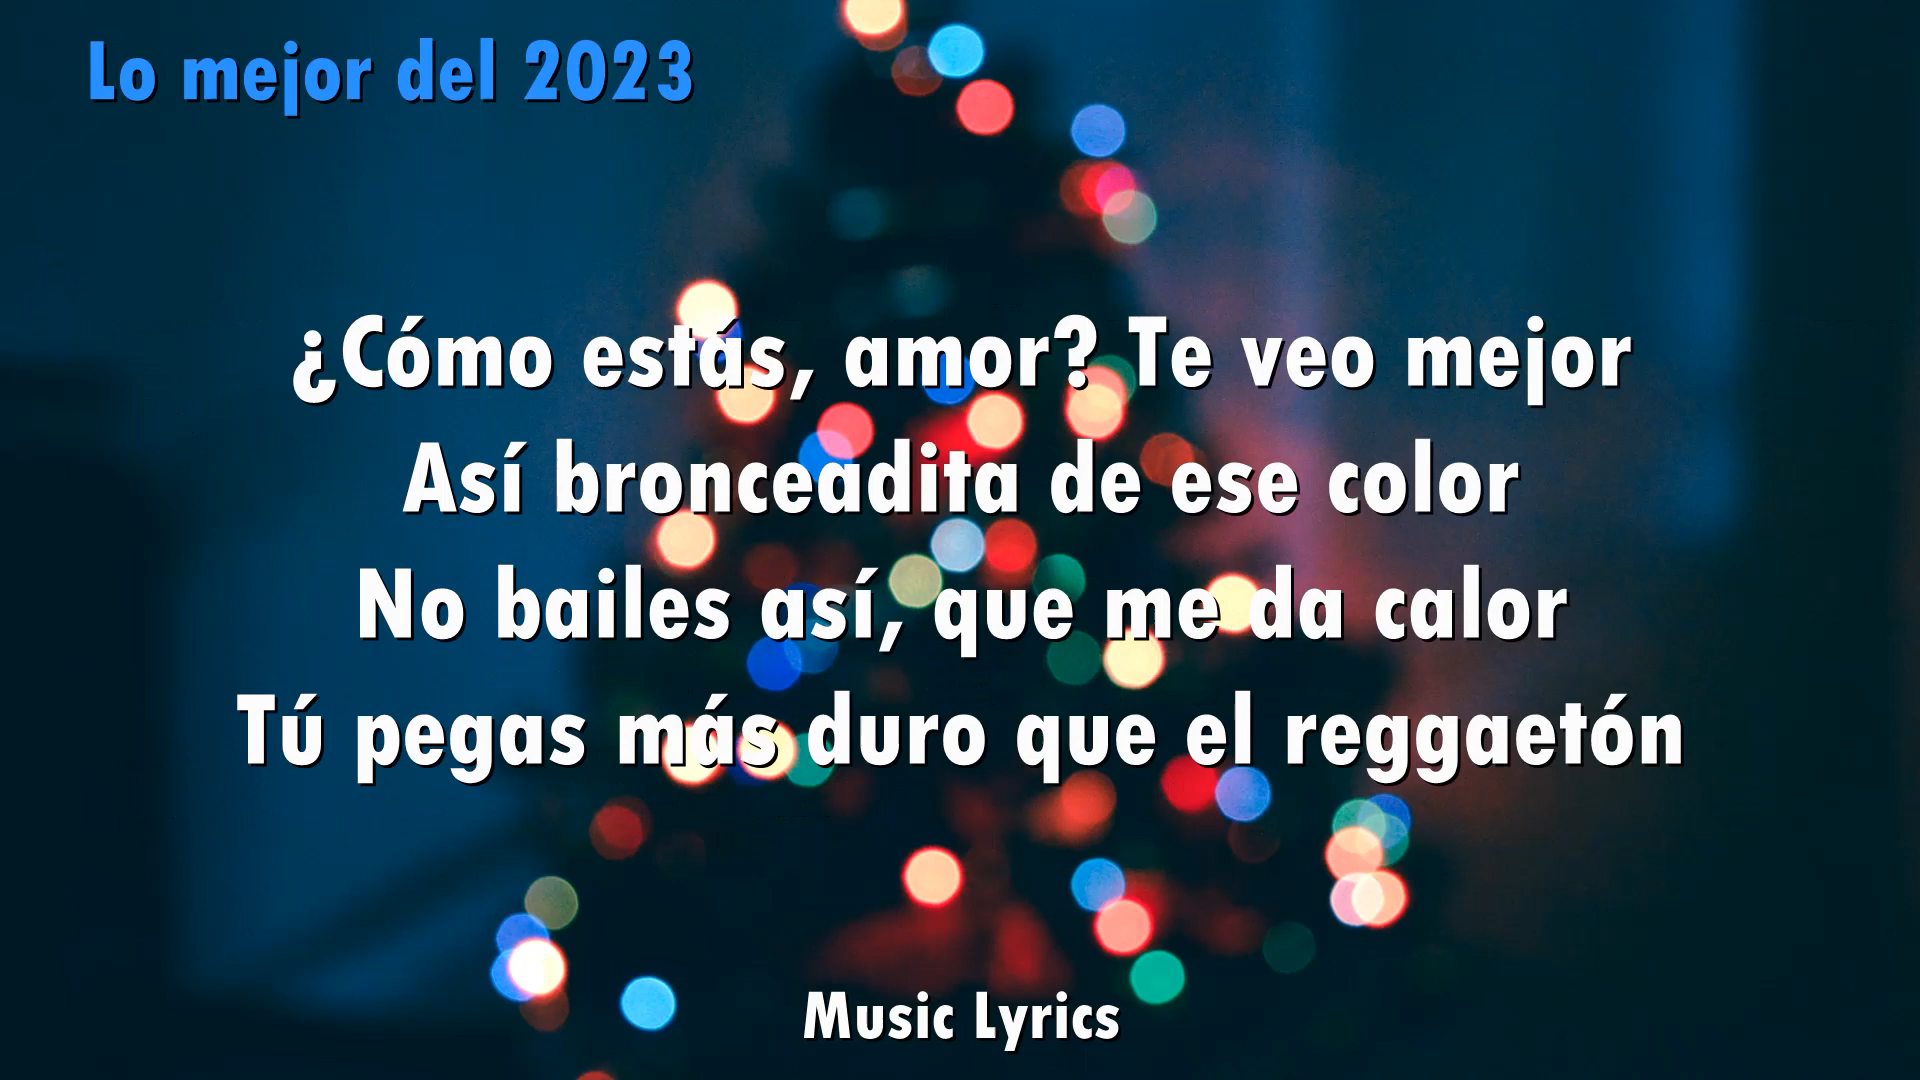 Lo mejor del 2023
¿Cómo estás, amor? Te veo mejor
Así bronceadita de ese color
No bailes así, que me da calor
Tú pegas más duro que el reggaetón
Music Lyrics